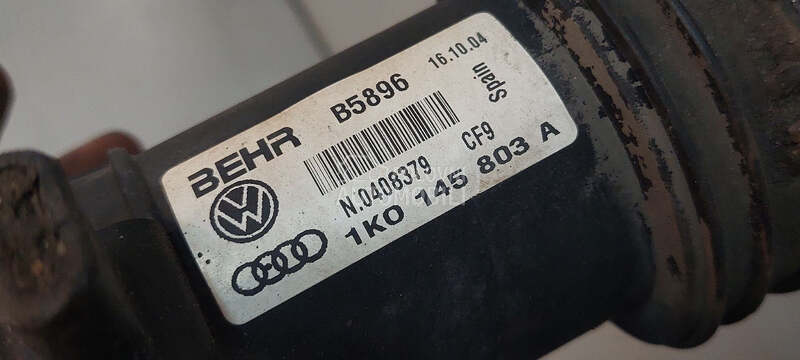 BEHR B5896 16.10.04
N.0408379 CF9 Spain
1K0 145 803 A